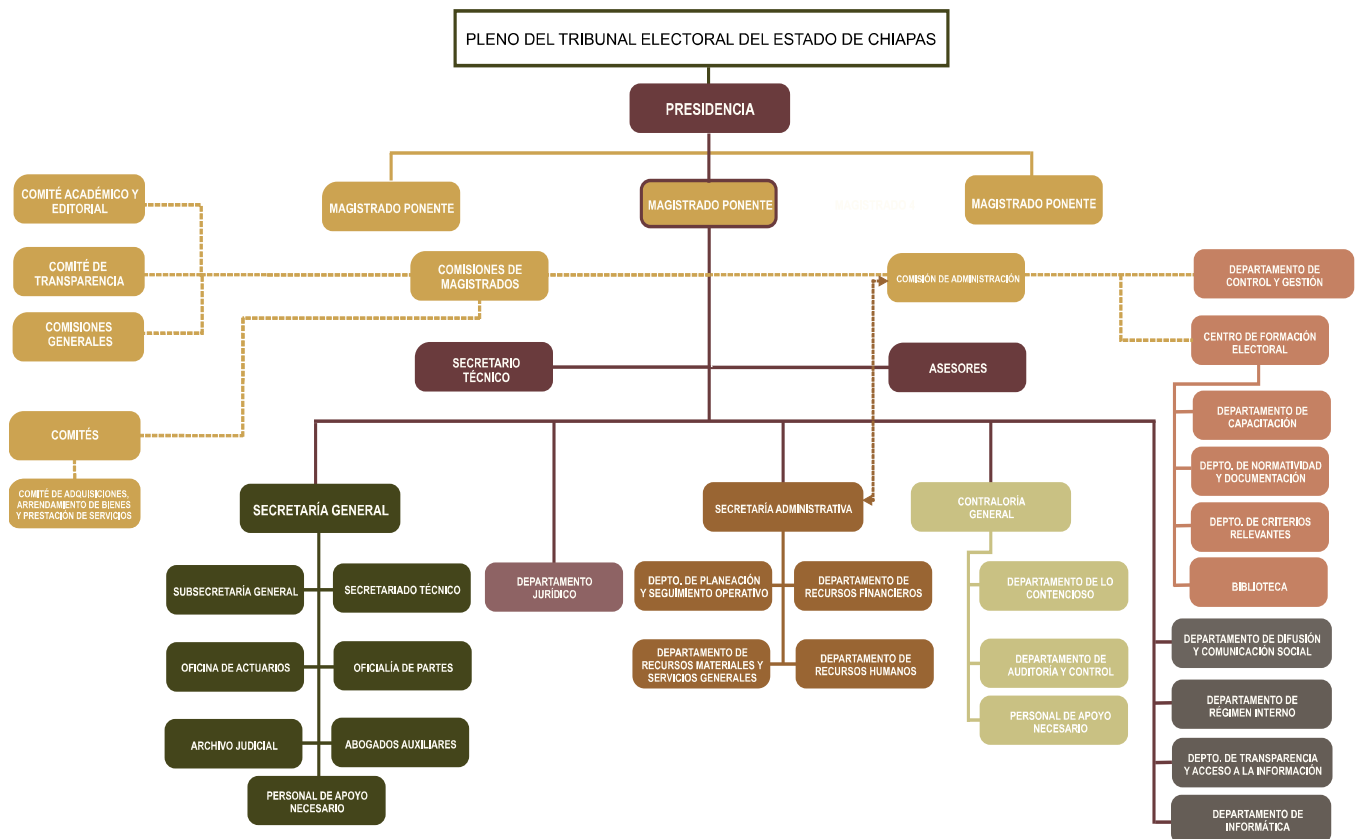 PLENO DEL TRIBUNAL ELECTORAL DEL ESTADO DE CHIAPAS
PRESIDENCIA
MAGISTRADO PONENTE
MAGISTRADO PONENTE
MAGISTRADO PONENTE
COMITÉ ACADÉMICO Y
EDITORIAL
COMITÉ DE
TRANSPARENCIA
COMISIONES
GENERALES
COMISIONES DE
MAGISTRADOS
COMISIÓN DE ADMINISTRACIÓN
DEPARTAMENTO DE
CONTROL Y GESTIÓN
CENTRO DE FORMACIÓN
ELECTORAL
SECRETARIO
TÉCNICO
ASESORES
COMITÉS
COMITÉ DE ADQUISICIONES,
ARRENDAMIENTO DE BIENES
Y PRESTACIÓN DE SERVICIOS
DEPARTAMENTO DE
CAPACITACIÓN
DEPTO. DE NORMATIVIDAD
Y DOCUMENTACIÓN
DEPTO. DE CRITERIOS
RELEVANTES
BIBLIOTECA
SECRETARÍA GENERAL
SUBSECRETARÍA GENERAL
SECRETARIADO TÉCNICO
OFICINA DE ACTUARIOS
OFICIALÍA DE PARTES
ARCHIVO JUDICIAL
ABOGADOS AUXILIARES
PERSONAL DE APOYO
NECESARIO
DEPARTAMENTO
JURÍDICO
SECRETARÍA ADMINISTRATIVA
DEPTO. DE PLANEACIÓN
Y SEGUIMIENTO OPERATIVO
DEPARTAMENTO DE
RECURSOS FINANCIEROS
DEPARTAMENTO DE
RECURSOS MATERIALES Y
SERVICIOS GENERALES
DEPARTAMENTO DE
RECURSOS HUMANOS
CONTRALORÍA
GENERAL
DEPARTAMENTO DE LO
CONTENCIOSO
DEPARTAMENTO DE
AUDITORÍA Y CONTROL
PERSONAL DE APOYO
NECESARIO
DEPARTAMENTO DE DIFUSIÓN
Y COMUNICACIÓN SOCIAL
DEPARTAMENTO DE
RÉGIMEN INTERNO
DEPTO. DE TRANSPARENCIA
Y ACCESO A LA INFORMACIÓN
DEPARTAMENTO DE
INFORMÁTICA